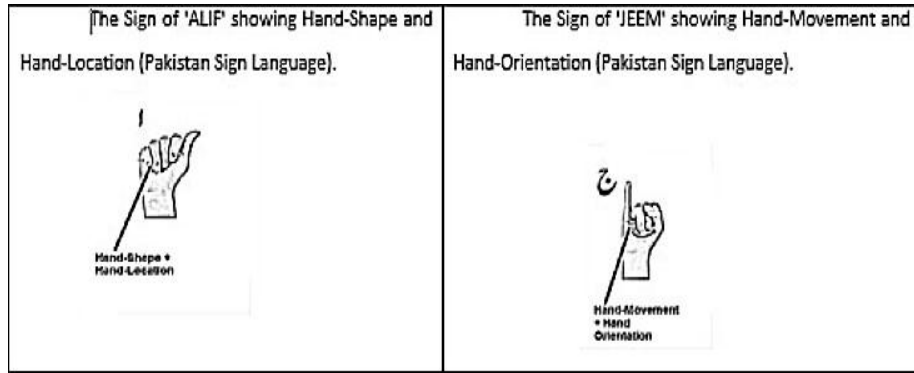 The Sign of 'ALIF' showing Hand-Shape and
Hand-Location (Pakistan Sign Language).
ا
Hand-Shape +
Hand-Location
The Sign of 'JEEM' showing Hand-Movement and
Hand-Orientation (Pakistan Sign Language).
ج
Hand-Movement
+ Hand
Orientation